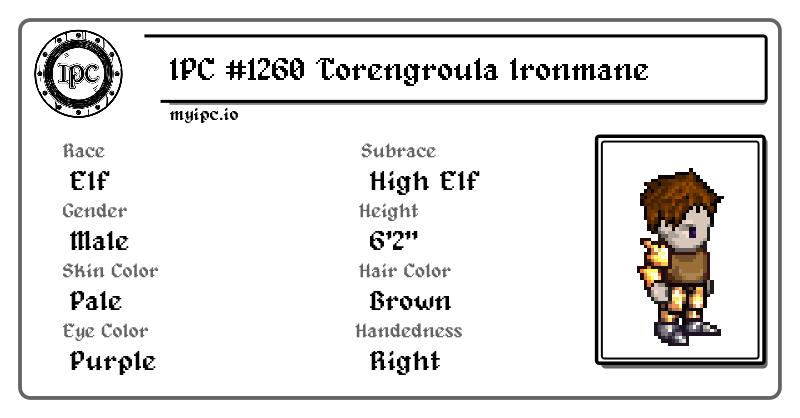 IPC
IPC #1260 Torengroula Ironmane
myipc.io
Race
Elf
Subrace
High Elf
Gender
Male
Height
6'2"
Skin Color
Pale
Hair Color
Brown
Eye Color
Purple
Handedness
Right